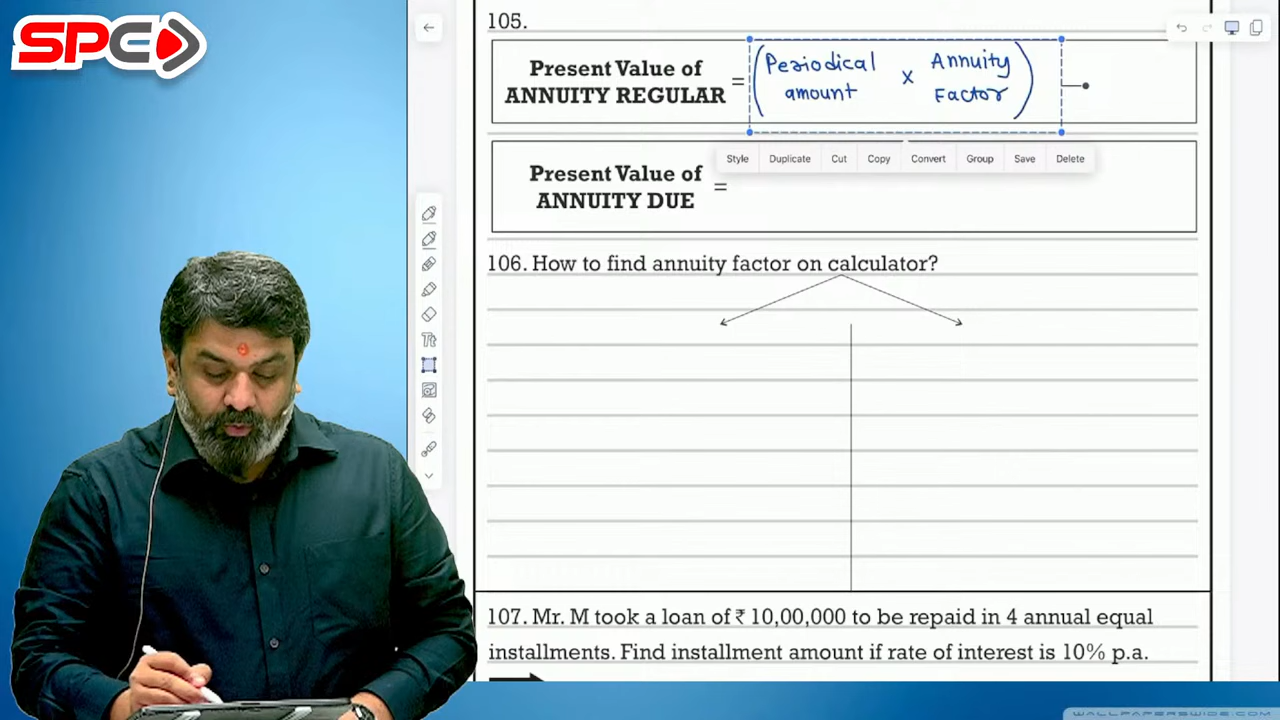 SPC
105.
Present Value of
ANNUITY REGULAR
= (Periodical amount × Annuity Factor)
Style Duplicate Cut Copy Convert Group Save Delete
Present Value of
ANNUITY DUE
=
106. How to find annuity factor on calculator?
107. Mr. M took a loan of ₹ 10,00,000 to be repaid in 4 annual equal
installments. Find installment amount if rate of interest is 10% p.a.
Tt
WALLPAPERSWIDE.COM